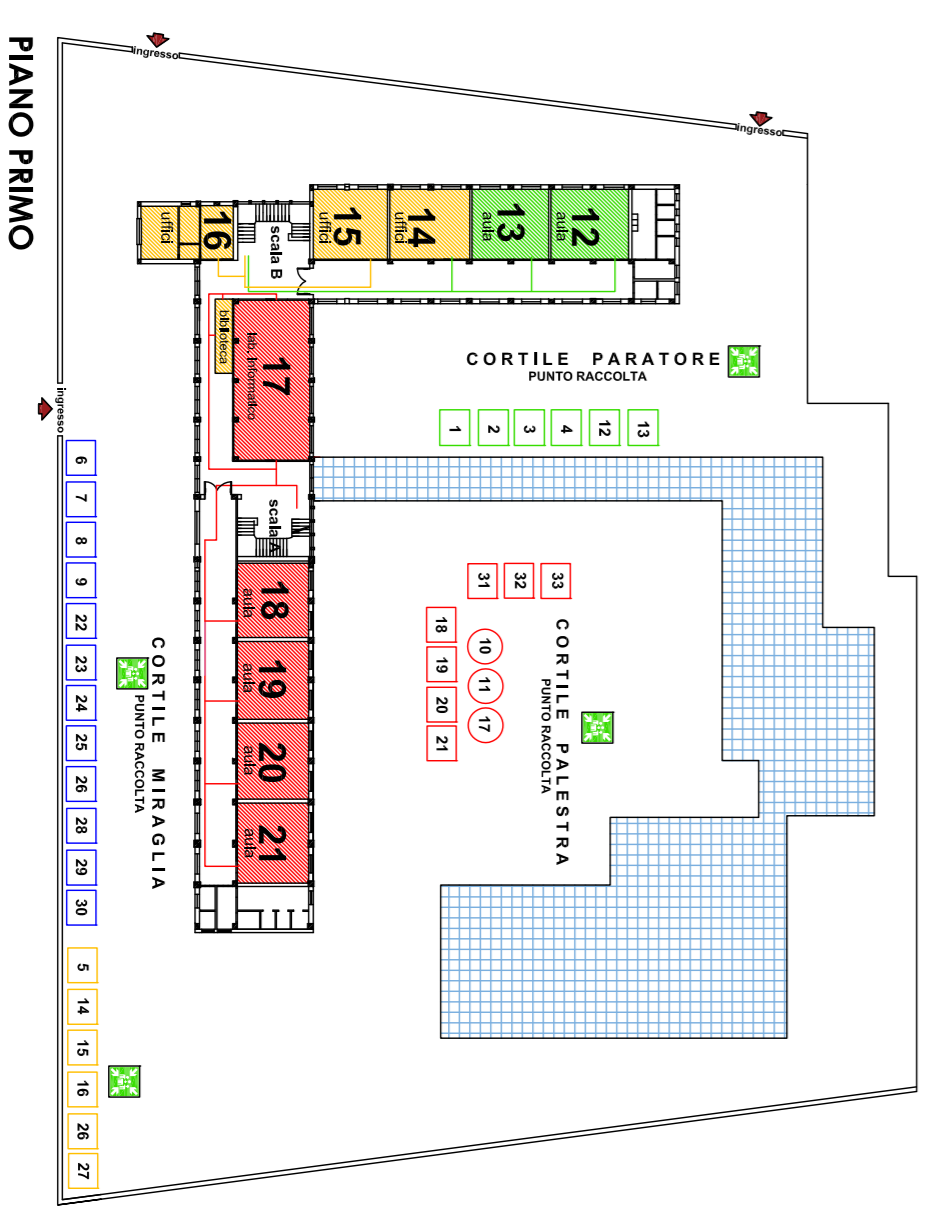 PIANO PRIMO
ingresso
ingresso
ingresso
uffici
16
scala B
15
uffici
14
uffici
13
aula
12
aula
biblioteca
17
lab. Informatico
scala A
18
aula
19
aula
20
aula
21
aula
CORTILE PARATORE
PUNTO RACCOLTA
1
2
3
4
12
13
CORTILE PALESTRA
PUNTO RACCOLTA
31
32
33
10
11
17
18
19
20
21
CORTILE MIRAGLIA
PUNTO RACCOLTA
6
7
8
9
22
23
24
25
26
28
29
30
5
14
15
16
26
27